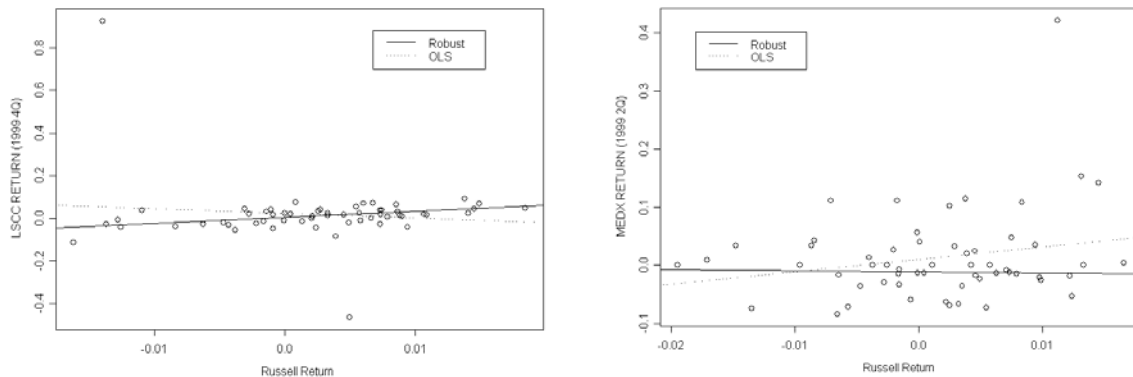 0.8
0.6
0.4
0.2
0.0
-0.2
-0.4
LSCC RETURN (1999 4Q)
Robust
OLS
-0.01
0.0
0.01
Russell Return
0.4
0.3
0.2
0.1
0.0
-0.1
MEDX RETURN (1999 2Q)
Robust
OLS
-0.02
-0.01
0.0
0.01
Russell Return